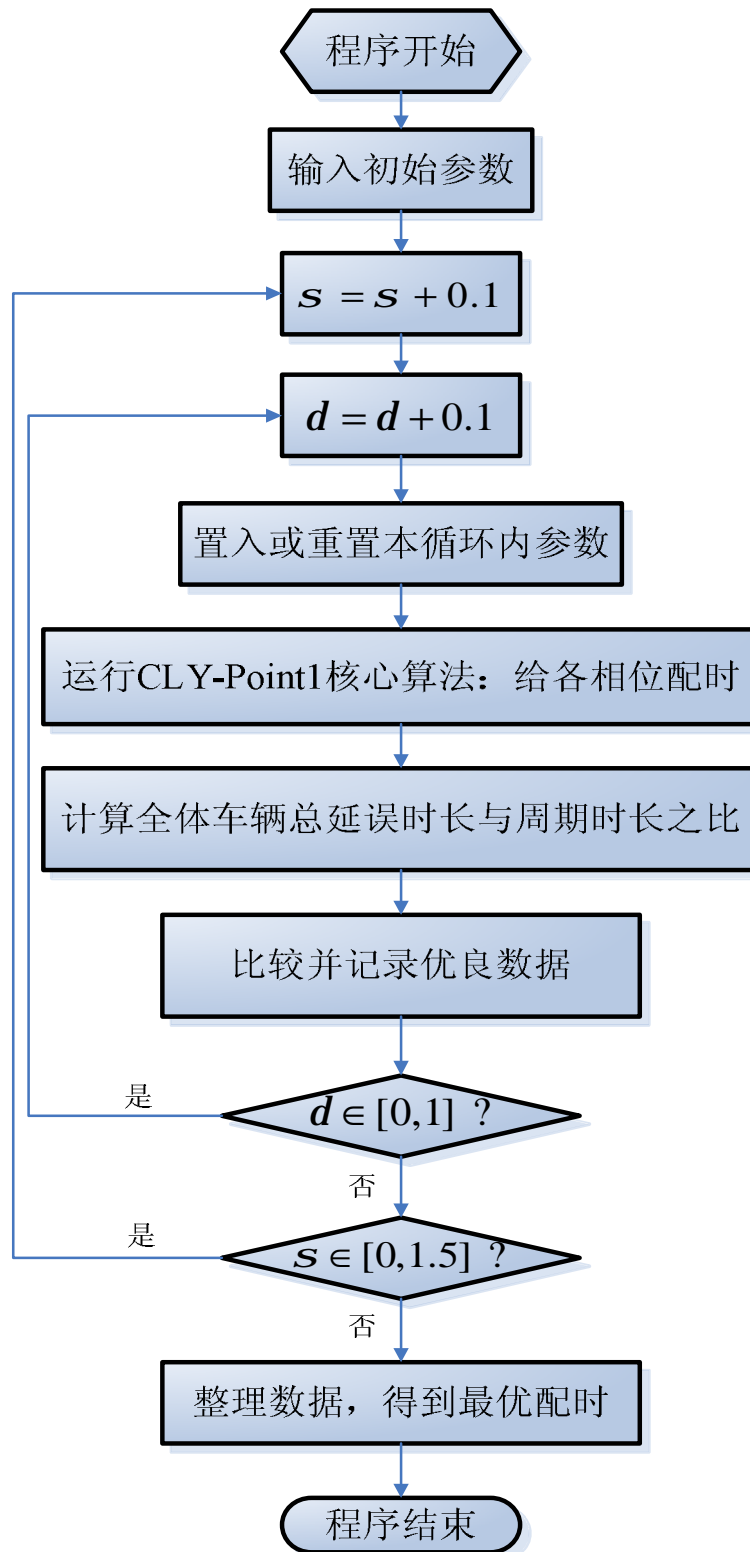 程序开始
输入初始参数
s = s + 0.1
d = d + 0.1
置入或重置本循环内参数
运行CLY-Point1核心算法：给各相位配时
计算全体车辆总延误时长与周期时长之比
比较并记录优良数据
是
d ∈ [0,1] ?
否
是
s ∈ [0,1.5] ?
否
整理数据，得到最优配时
程序结束